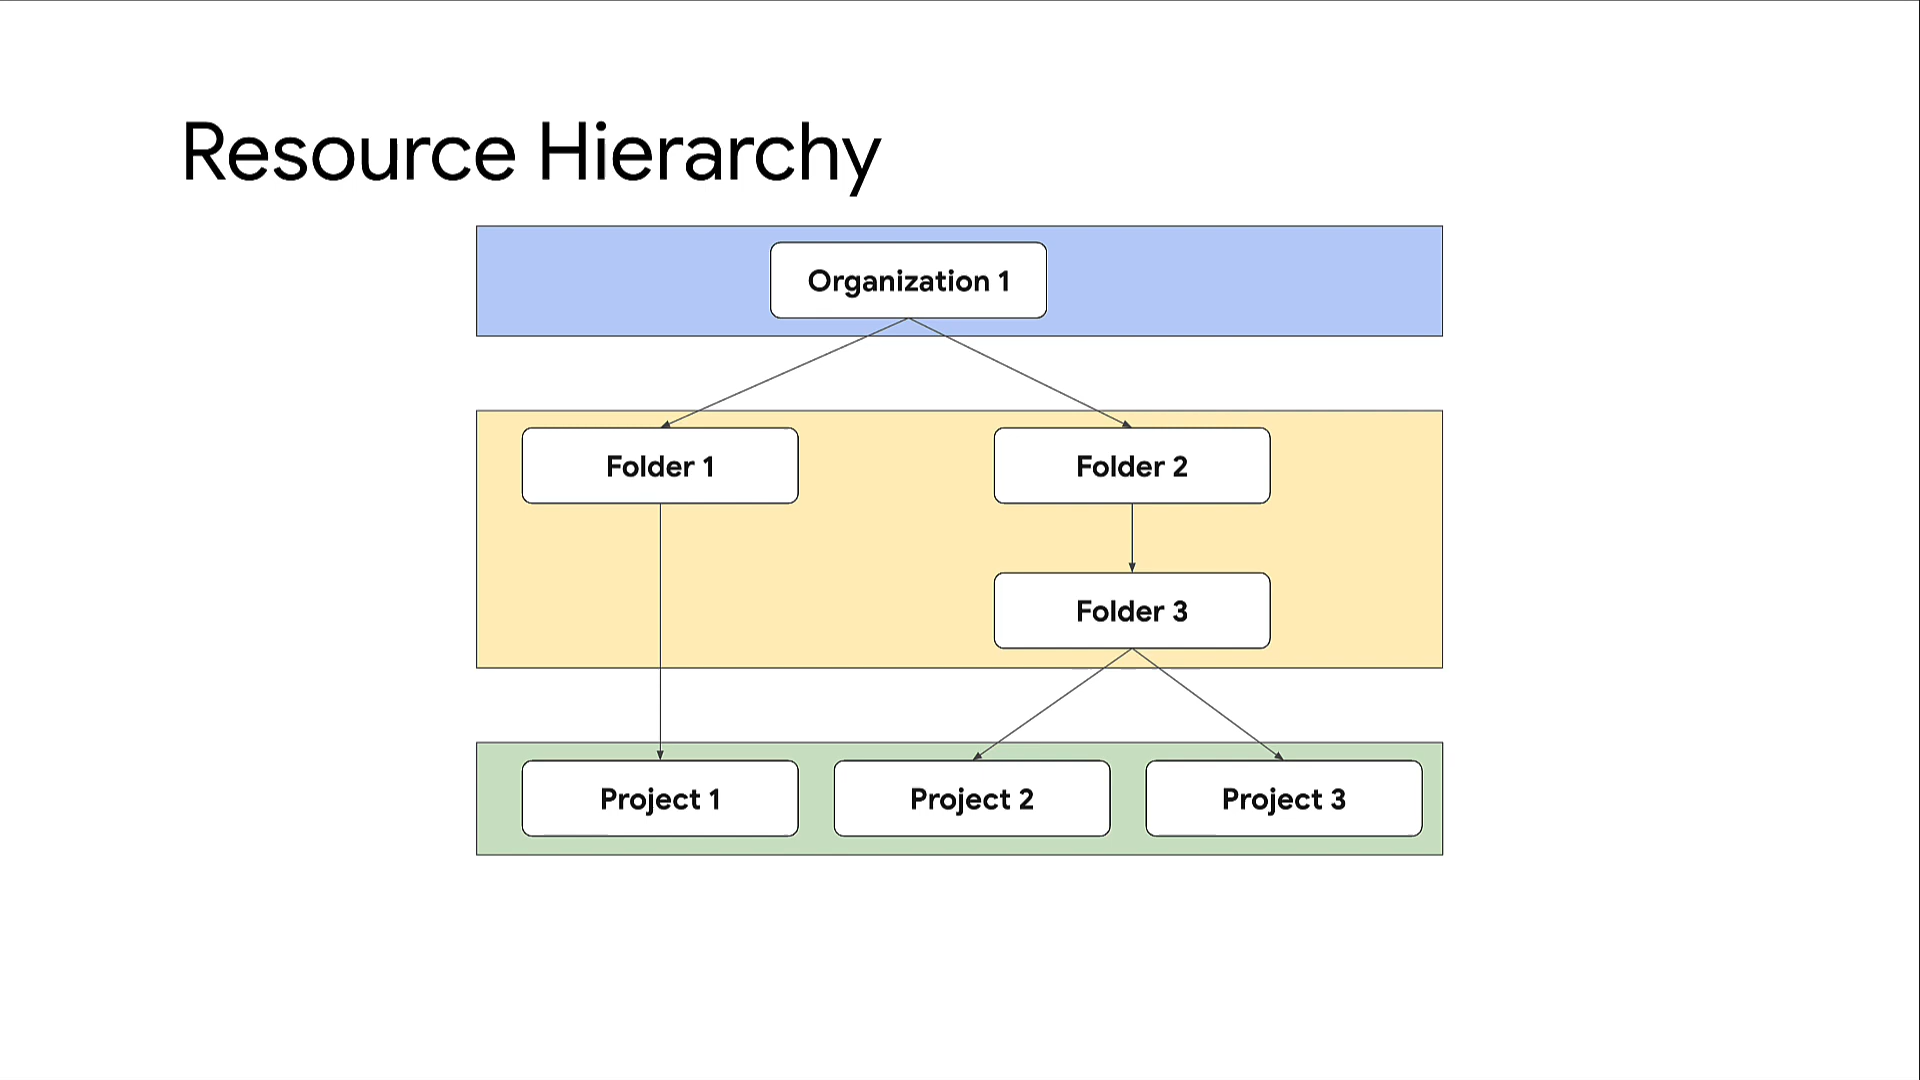 Resource Hierarchy
Organization 1
Folder 1
Folder 2
Folder 3
Project 1
Project 2
Project 3